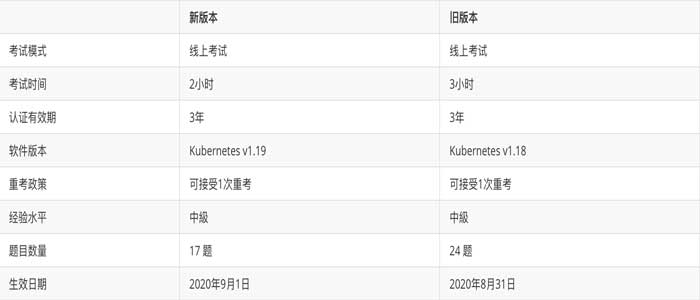 新版本 旧版本
考试模式 线上考试 线上考试
考试时间 2小时 3小时
认证有效期 3年 3年
软件版本 Kubernetes v1.19 Kubernetes v1.18
重考政策 可接受1次重考 可接受1次重考
经验水平 中級 中級
题目数量 17 题 24 题
生效日期 2020年9月1日 2020年8月31日